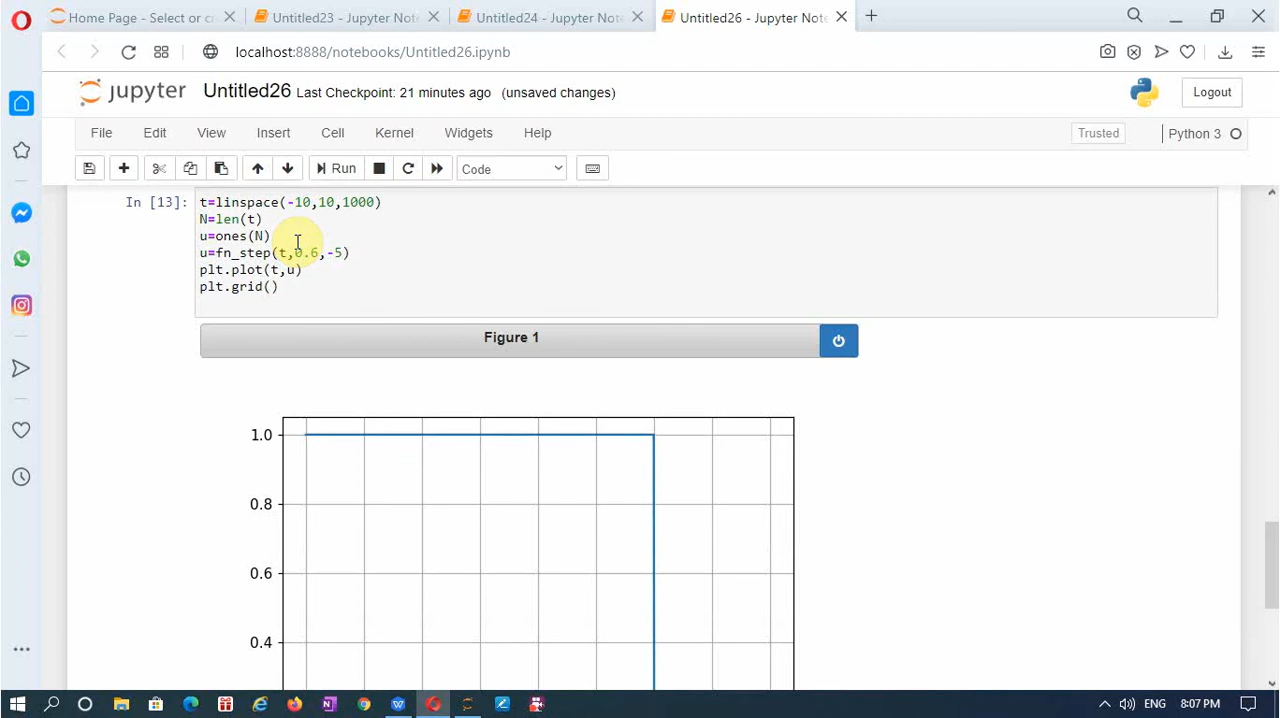 Home Page - Select or c
Untitled23 - Jupyter Not
Untitled24 - Jupyter Not
Untitled26 - Jupyter Not
localhost:8888/notebooks/Untitled26.ipynb
jupyter Untitled26 Last Checkpoint: 21 minutes ago (unsaved changes)
Logout
File Edit View Insert Cell Kernel Widgets Help
Trusted
Python 3
Run
Code
In [13]:
t=linspace(-10,10,1000)
N=len(t)
u=ones(N)
u=fn_step(t,0.6,-5)
plt.plot(t,u)
plt.grid()
Figure 1
1.0
0.8
0.6
0.4
ENG
8:07 PM